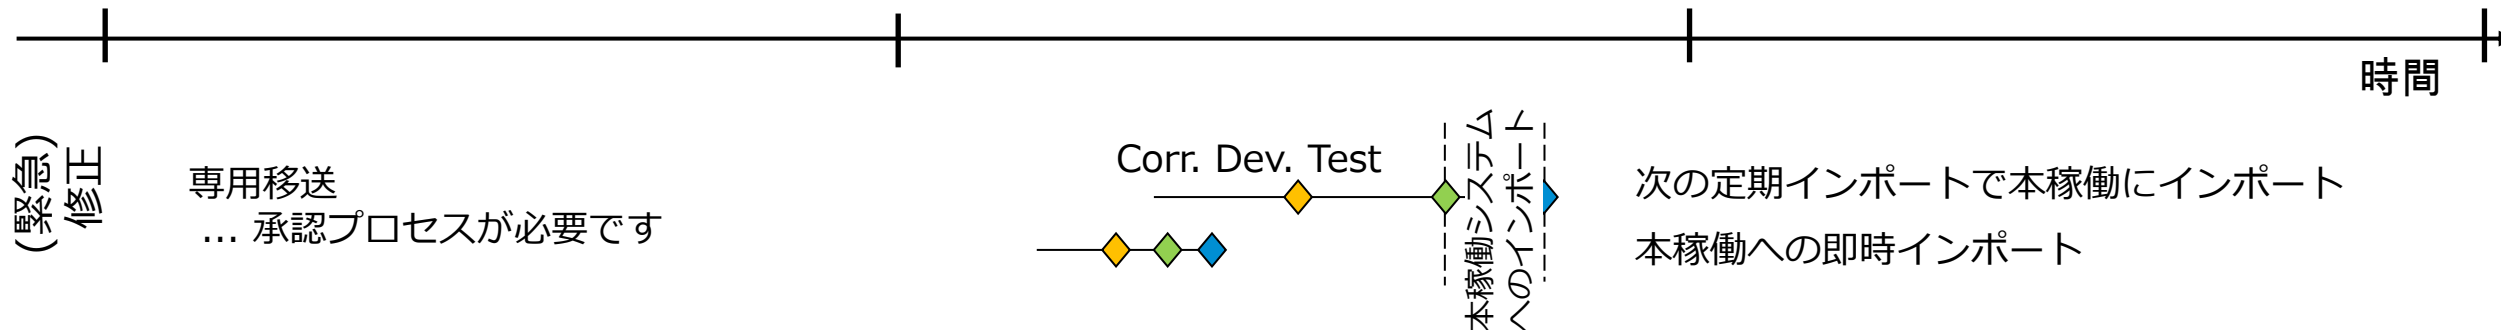 時間
（緊急）
修正
専用移送
... 承認プロセスが必要です
Corr. Dev. Test
本稼働システム
へのインポート
次の定期インポートで本稼働にインポート
本稼働への即時インポート